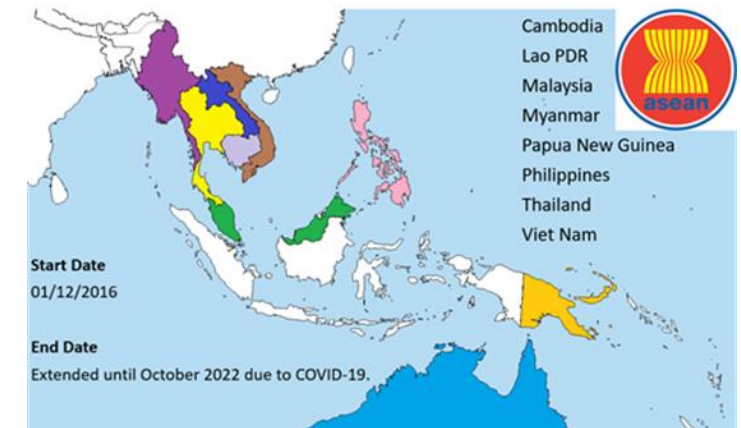 Cambodia
Lao PDR
Malaysia
Myanmar
Papua New Guinea
Philippines
Thailand
Viet Nam
asean
Start Date
01/12/2016
End Date
Extended until October 2022 due to COVID-19.